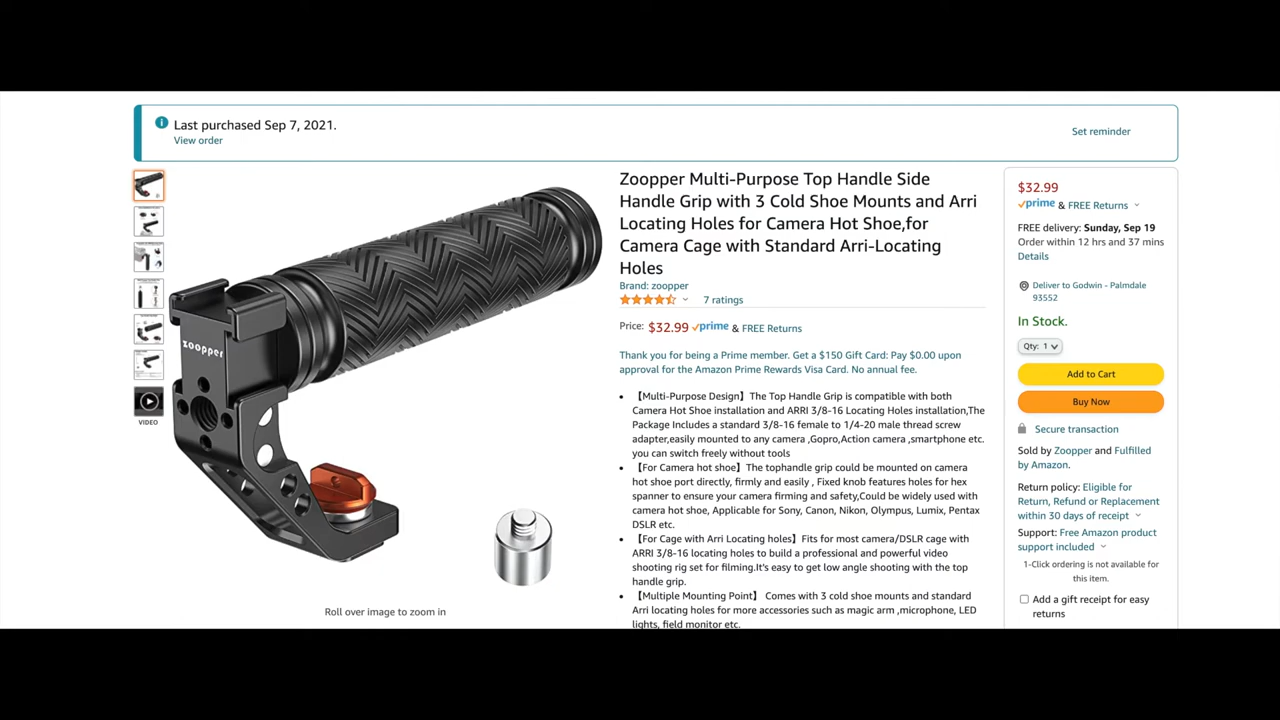 Last purchased Sep 7, 2021.
View order
Set reminder
zoopper
VIDEO
Roll over image to zoom in
Zoopper Multi-Purpose Top Handle Side
Handle Grip with 3 Cold Shoe Mounts and Arri
Locating Holes for Camera Hot Shoe,for
Camera Cage with Standard Arri-Locating
Holes
Brand: zoopper
7 ratings
Price: $32.99 prime & FREE Returns
Thank you for being a Prime member. Get a $150 Gift Card: Pay $0.00 upon
approval for the Amazon Prime Rewards Visa Card. No annual fee.
• 【Multi-Purpose Design】The Top Handle Grip is compatible with both
Camera Hot Shoe installation and ARRI 3/8-16 Locating Holes installation,The
Package Includes a standard 3/8-16 female to 1/4-20 male thread screw
adapter,easily mounted to any camera ,Gopro,Action camera ,smartphone etc.
you can switch freely without tools
• 【For Camera hot shoe】The tophandle grip could be mounted on camera
hot shoe port directly, firmly and easily , Fixed knob features holes for hex
spanner to ensure your camera firming and safety,Could be widely used with
camera hot shoe, Applicable for Sony, Canon, Nikon, Olympus, Lumix, Pentax
DSLR etc.
• 【For Cage with Arri Locating holes】Fits for most camera/DSLR cage with
ARRI 3/8-16 locating holes to build a professional and powerful video
shooting rig set for filming.It's easy to get low angle shooting with the top
handle grip.
• 【Multiple Mounting Point】 Comes with 3 cold shoe mounts and standard
Arri locating holes for more accessories such as magic arm ,microphone, LED
lights, field monitor etc.
$32.99
prime & FREE Returns
FREE delivery: Sunday, Sep 19
Order within 12 hrs and 37 mins
Details
Deliver to Godwin - Palmdale
93552
In Stock.
Qty: 1
Add to Cart
Buy Now
Secure transaction
Sold by Zoopper and Fulfilled
by Amazon.
Return policy: Eligible for
Return, Refund or Replacement
within 30 days of receipt
Support: Free Amazon product
support included
1-Click ordering is not available for
this item.
Add a gift receipt for easy
returns